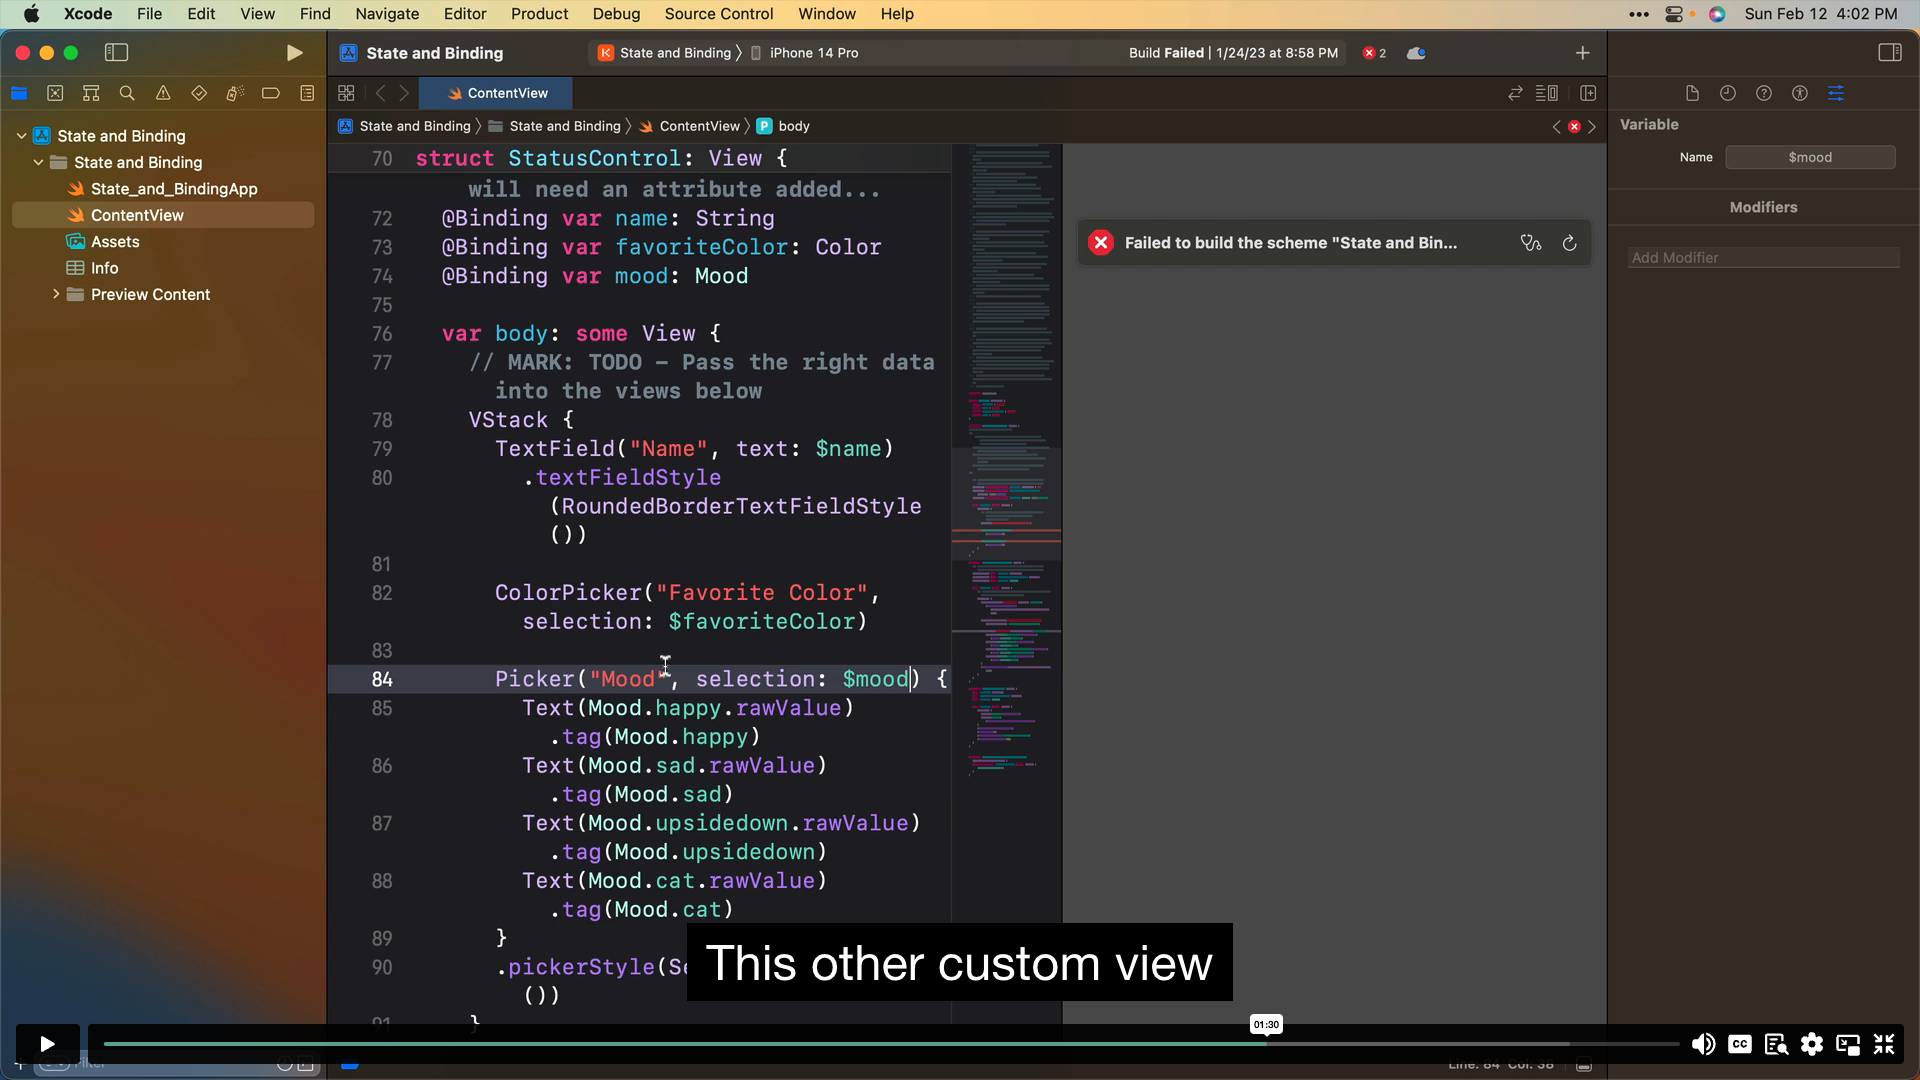 Xcode File Edit View Find Navigate Editor Product Debug Source Control Window Help Sun Feb 12 4:02 PM
State and Binding State and Binding iPhone 14 Pro Build Failed | 1/24/23 at 8:58 PM 2
ContentView
State and Binding State and Binding ContentView body
State and Binding
State and Binding
State_and_BindingApp
ContentView
Assets
Info
Preview Content
70 struct StatusControl: View {
will need an attribute added...
72 @Binding var name: String
73 @Binding var favoriteColor: Color
74 @Binding var mood: Mood
75
76 var body: some View {
77 // MARK: TODO – Pass the right data
into the views below
78 VStack {
79 TextField("Name", text: $name)
80 .textFieldStyle
(RoundedBorderTextFieldStyle
())
81
82 ColorPicker("Favorite Color",
selection: $favoriteColor)
83
84 Picker("Mood", selection: $mood) {
85 Text(Mood.happy.rawValue)
.tag(Mood.happy)
86 Text(Mood.sad.rawValue)
.tag(Mood.sad)
87 Text(Mood.upsidedown.rawValue)
.tag(Mood.upsidedown)
88 Text(Mood.cat.rawValue)
.tag(Mood.cat)
89 }
90 .pickerStyle(Se
())
91 }
Failed to build the scheme "State and Bin...
Variable
Name $mood
Modifiers
Add Modifier
This other custom view
01:30
CC
Filter
Line: 84 Col: 38